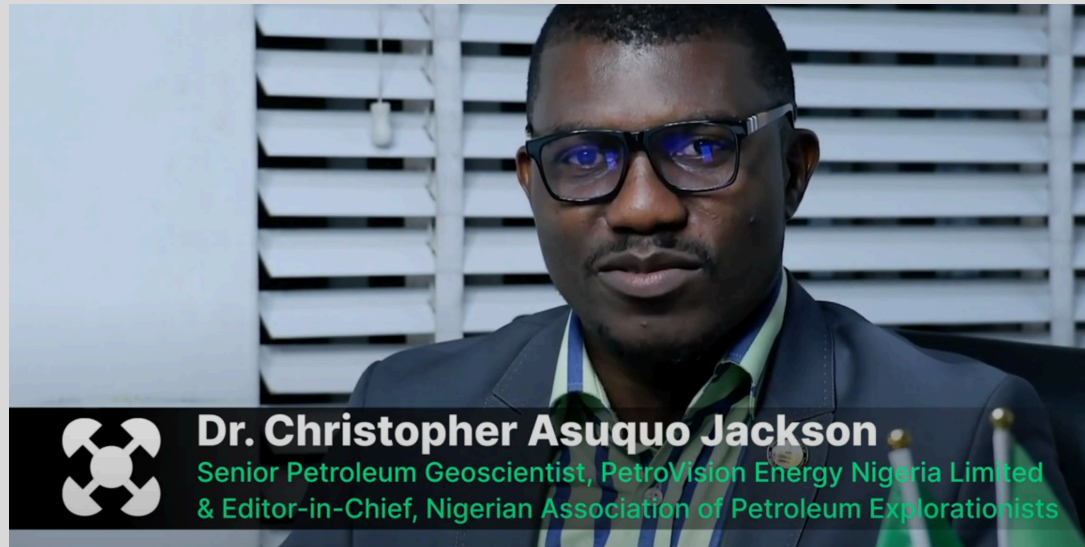 Dr. Christopher Asuquo Jackson
Senior Petroleum Geoscientist, PetroVision Energy Nigeria Limited
& Editor-in-Chief, Nigerian Association of Petroleum Explorationists